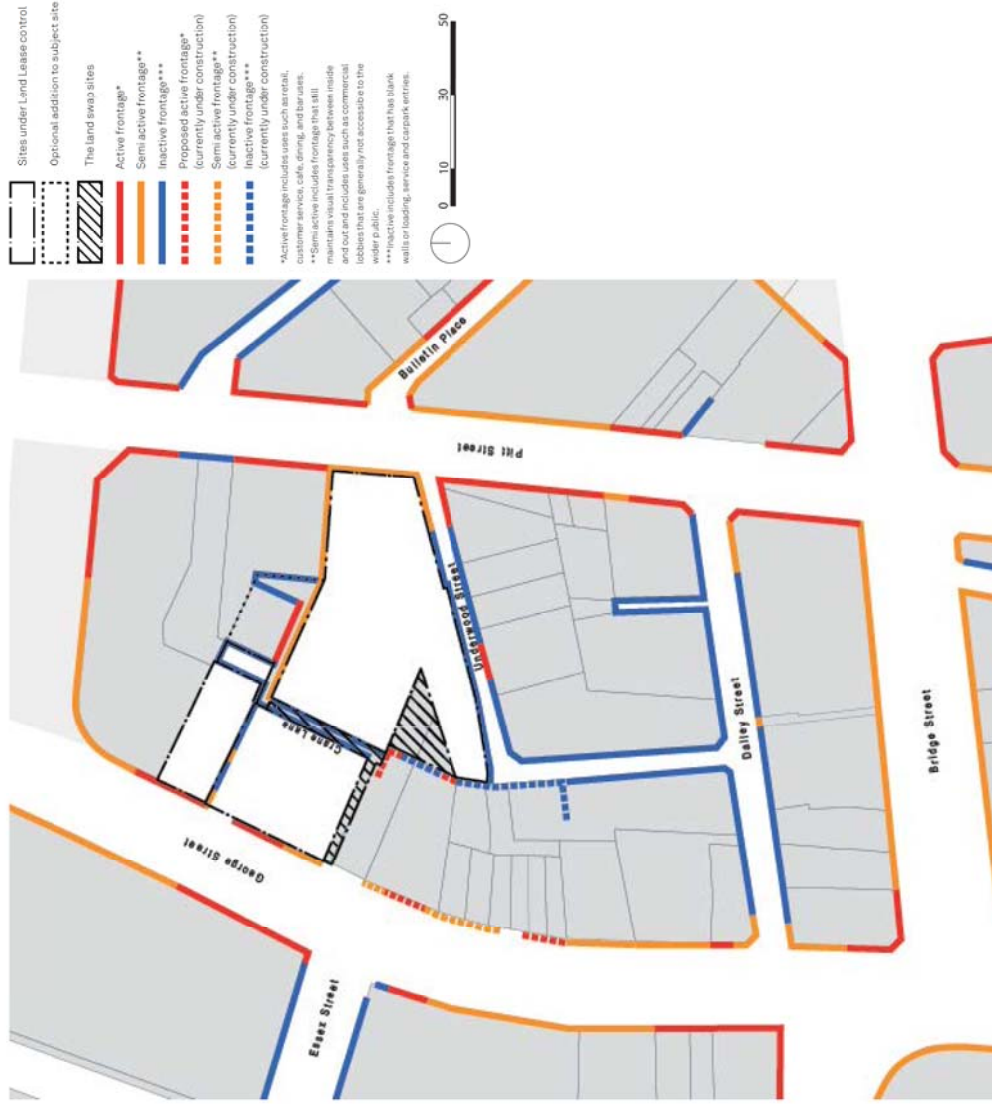 Sites under Lend Lease control
Optional addition to subject site
The land swap sites
Active frontage*
Semi active frontage**
Inactive frontage***
Proposed active frontage*
(currently under construction)
Semi active frontage**
(currently under construction)
Inactive frontage***
(currently under construction)
*Active frontage includes uses such as retail,
customer service, cafe, dining, and bar uses.
**Semi active includes frontage that still
maintains visual transparency between inside
and out and includes uses such as commercial
lobbies that are generally not accessible to the
wider public.
***Inactive includes frontage that has blank
walls or loading, service and carpark entries.
0 10 30 50
Bulletin Place
Pitt Street
Underwood Street
Crane Lane
George Street
Essex Street
Dalley Street
Bridge Street